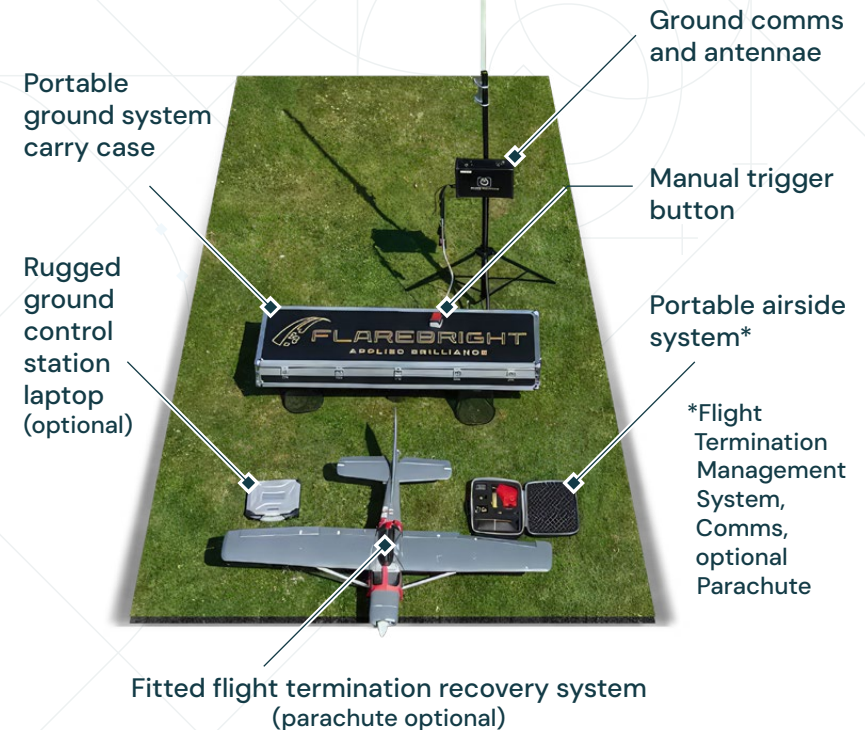 Ground comms
and antennae
Portable
ground system
carry case
Manual trigger
button
Rugged
ground
control
station
laptop
(optional)
Portable airside
system*
*Flight
Termination
Management
System,
Comms,
optional
Parachute
FLAREBRIGHT
APPLIED BRILLIANCE
Fitted flight termination recovery system
(parachute optional)